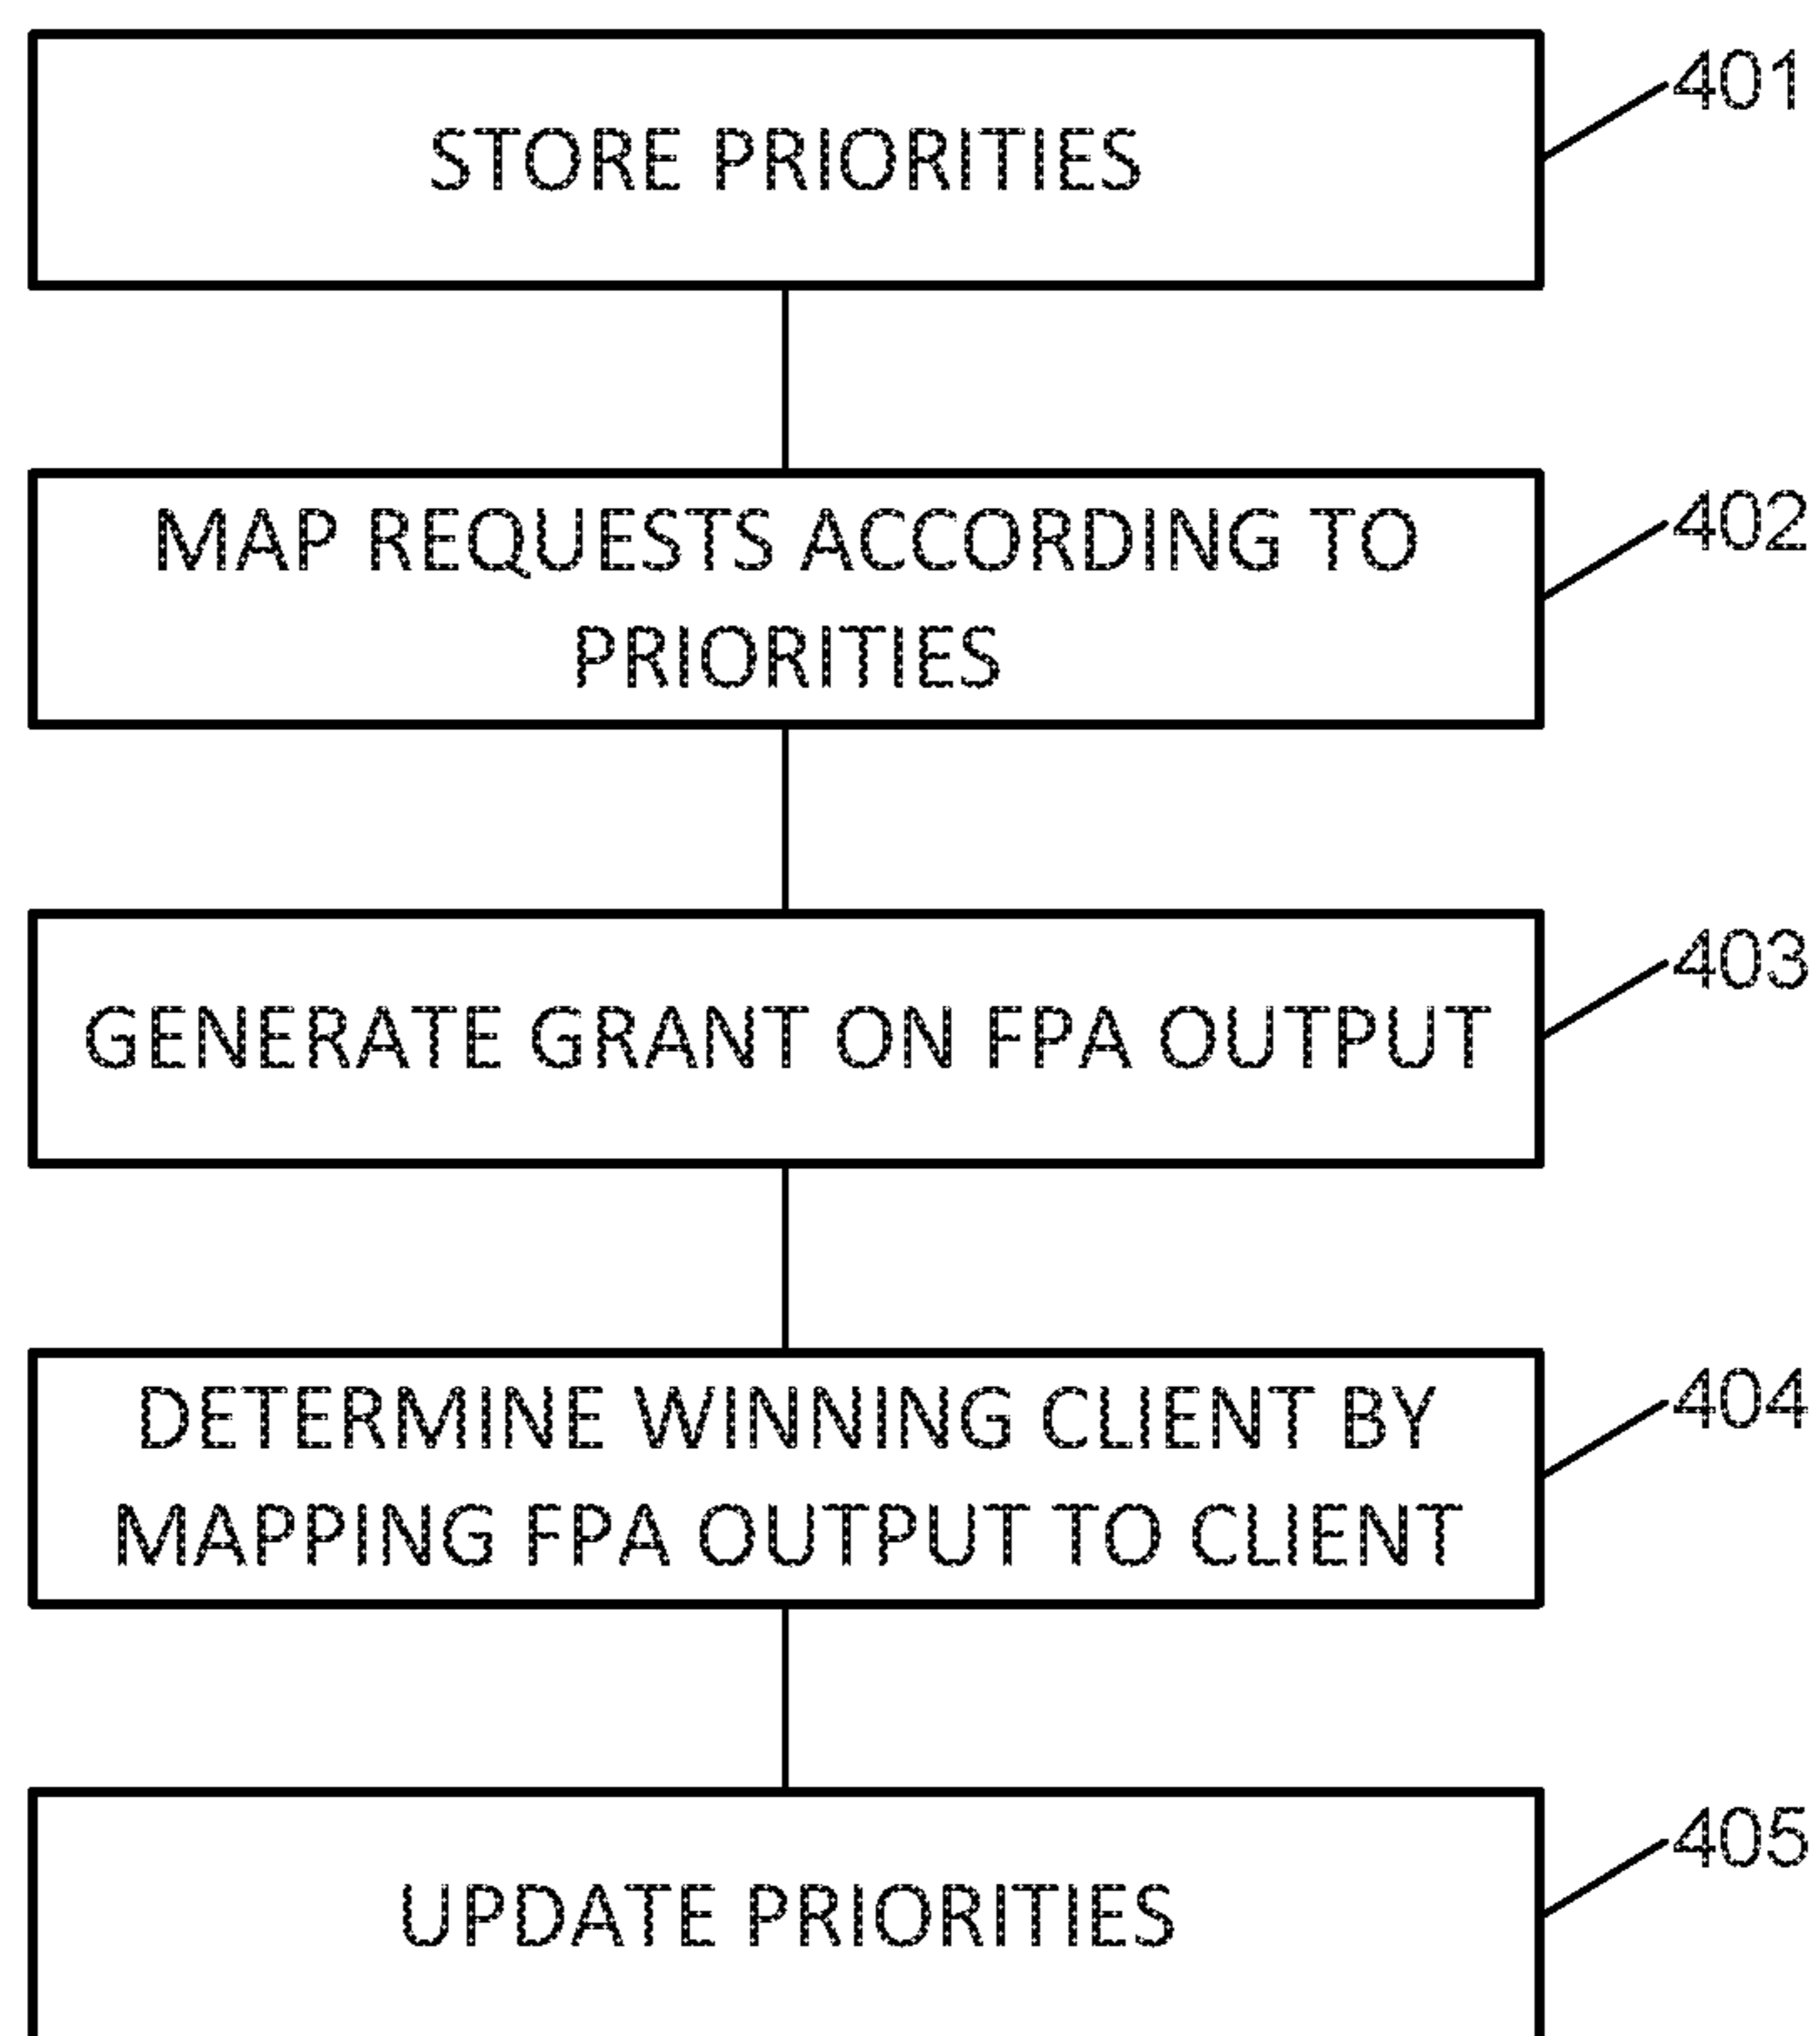 STORE PRIORITIES
401
MAP REQUESTS ACCORDING TO
PRIORITIES
402
GENERATE GRANT ON FPA OUTPUT
403
DETERMINE WINNING CLIENT BY
MAPPING FPA OUTPUT TO CLIENT
404
UPDATE PRIORITIES
405